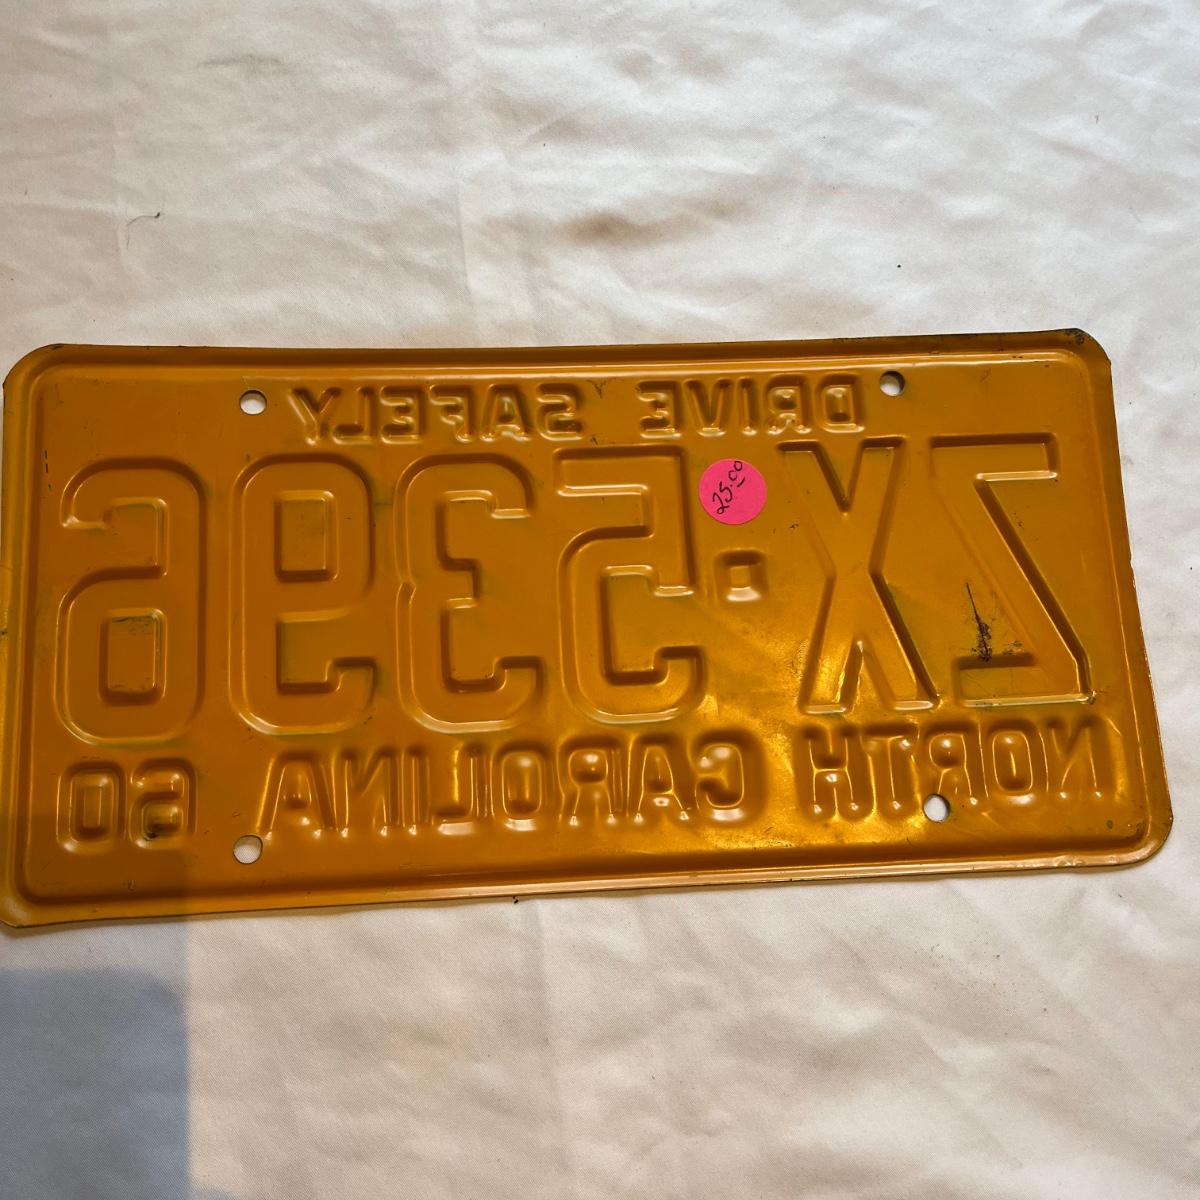 DRIVE SAFELY
ZX-5396
25.00
NORTH CAROLINA 60